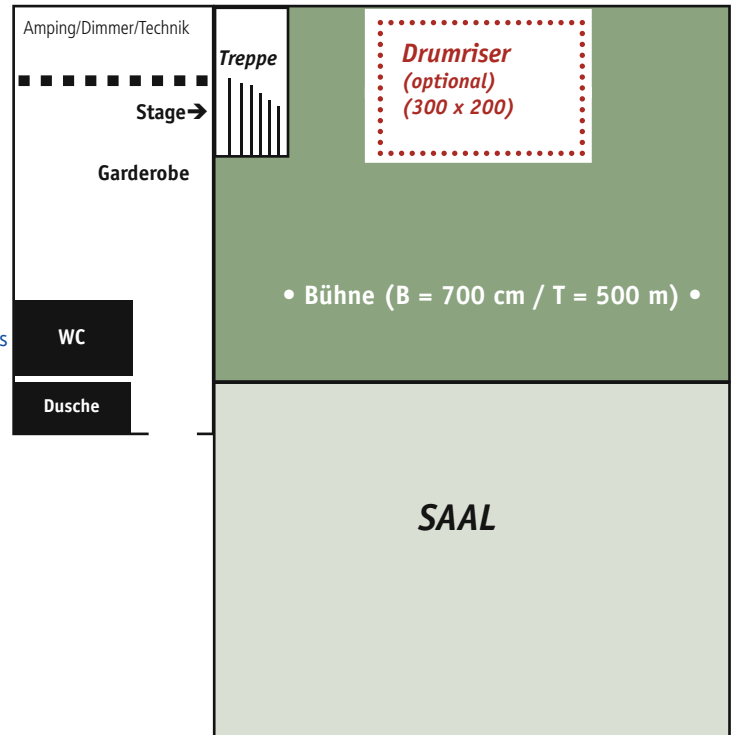 Amping/Dimmer/Technik
Treppe
Drumriser
(optional)
(300 x 200)
Stage➔
Garderobe
• Bühne (B = 700 cm / T = 500 m) •
s
WC
Dusche
SAAL